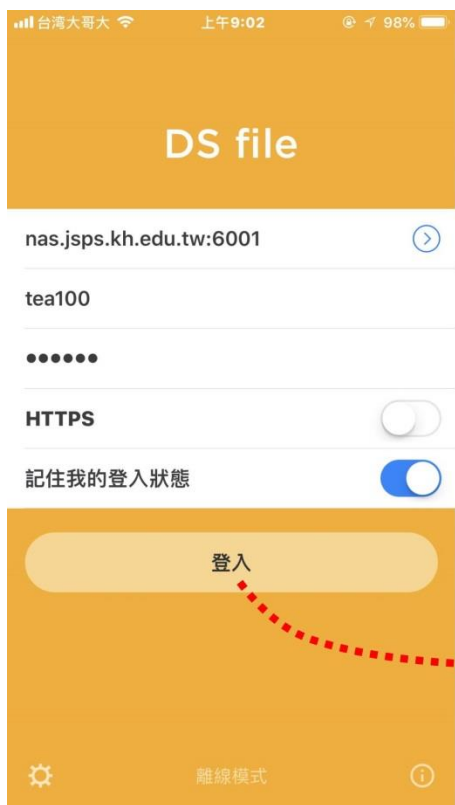 台湾大哥大 上午9:02 98%
DS file
nas.jsps.kh.edu.tw:6001
tea100
••••••
HTTPS
記住我的登入狀態
登入
離線模式